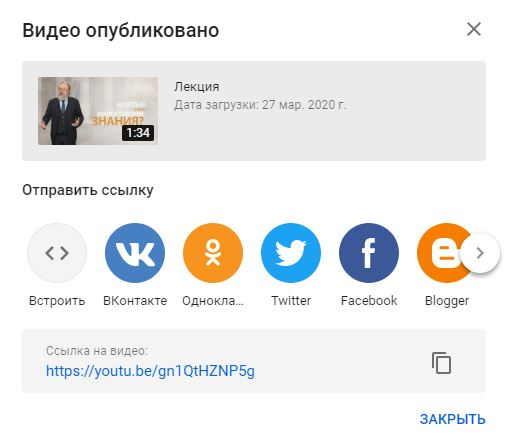 Видео опубликовано
Лекция
Дата загрузки: 27 мар. 2020 г.
ЗНАНИЯ?
1:34
Отправить ссылку
Встроить ВКонтакте Однокла... Twitter Facebook Blogger
Ссылка на видео:
https://youtu.be/gn1QtHZNP5g
ЗАКРЫТЬ